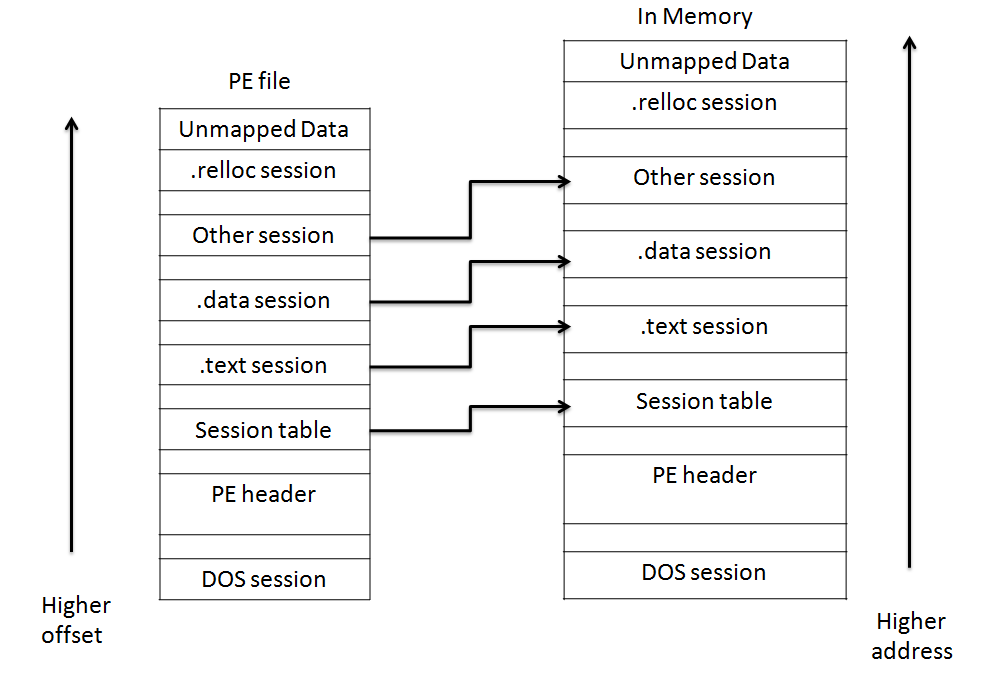 In Memory
PE file
Unmapped Data
.relloc session
Other session
.data session
.text session
Session table
PE header
DOS session
Unmapped Data
.relloc session
Other session
.data session
.text session
Session table
PE header
DOS session
Higher
offset
Higher
address